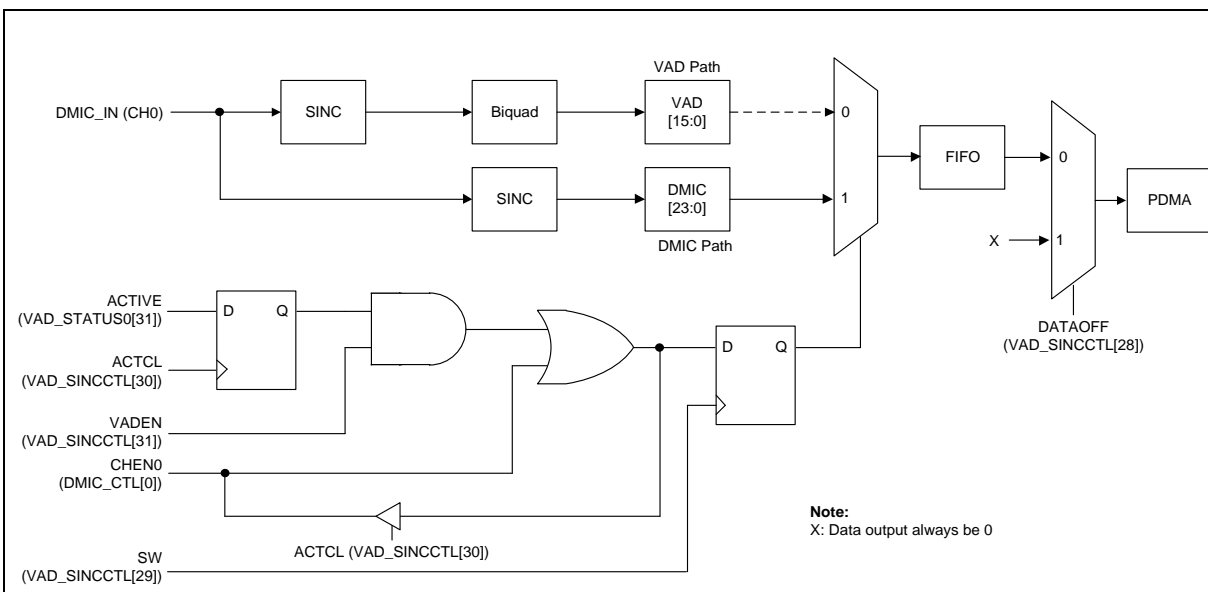 VAD Path
DMIC_IN (CH0)
SINC
Biquad
VAD
[15:0]
0
1
FIFO
0
X
1
PDMA
SINC
DMIC
[23:0]
DMIC Path
DATAOFF
(VAD_SINCCTL[28])
ACTIVE
(VAD_STATUS0[31])
D
Q
ACTCL
(VAD_SINCCTL[30])
VADEN
(VAD_SINCCTL[31])
CHEN0
(DMIC_CTL[0])
D
Q
ACTCL (VAD_SINCCTL[30])
SW
(VAD_SINCCTL[29])
Note:
X: Data output always be 0